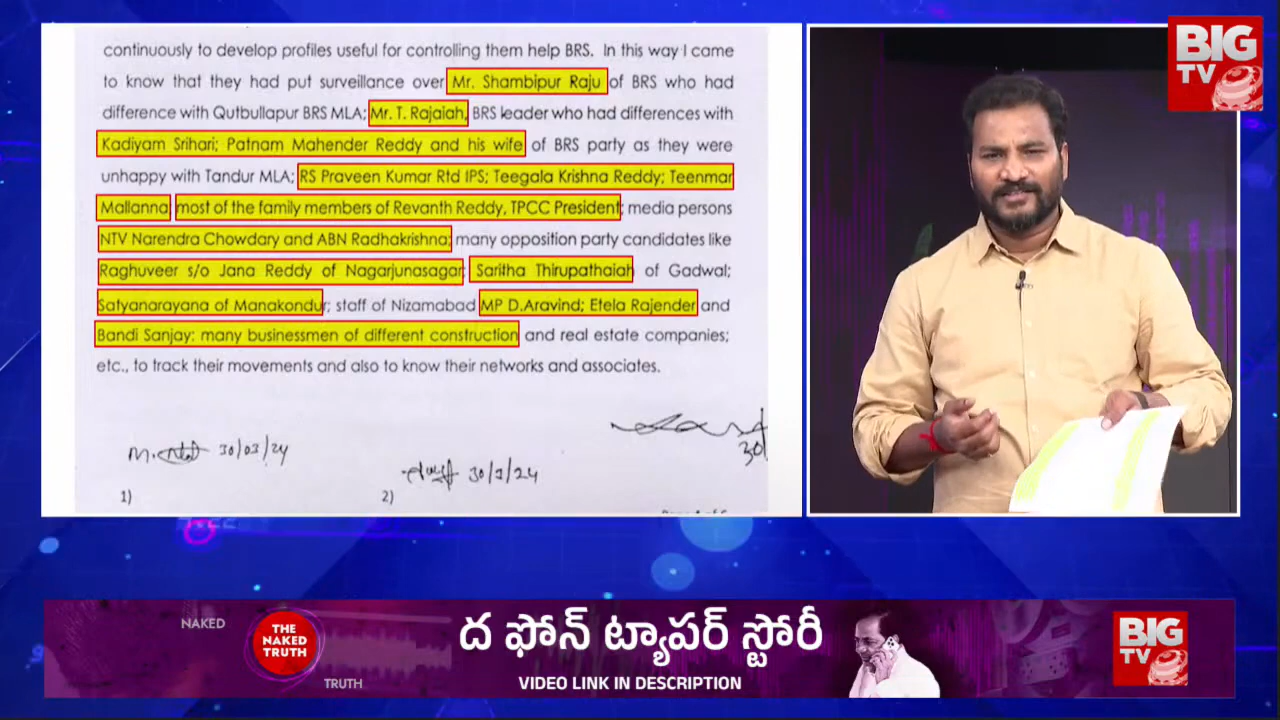 continuously to develop profiles useful for controlling them help BRS. In this way I came
to know that they had put surveillance over Mr. Shambipur Raju of BRS who had
difference with Qutbullapur BRS MLA; Mr. T. Rajaiah, BRS leader who had differences with
Kadiyam Srihari; Patnam Mahender Reddy and his wife of BRS party as they were
unhappy with Tandur MLA; RS Praveen Kumar Rtd IPS; Teegala Krishna Reddy; Teenmar
Mallanna most of the family members of Revanth Reddy, TPCC President; media persons
NTV Narendra Chowdary and ABN Radhakrishna; many opposition party candidates like
Raghuveer s/o Jana Reddy of Nagarjunasagar; Saritha Thirupathaiah of Gadwal;
Satyanarayana of Manakondur; staff of Nizamabad MP D.Aravind; Etela Rajender and
Bandi Sanjay: many businessmen of different construction and real estate companies;
etc., to track their movements and also to know their networks and associates.
30/03/24
30/3/24
30
1)
2)
BIG
TV
NAKED
THE
NAKED
TRUTH
TRUTH
ద ఫోన్ ట్యాపర్ స్టోరీ
VIDEO LINK IN DESCRIPTION
BIG
TV